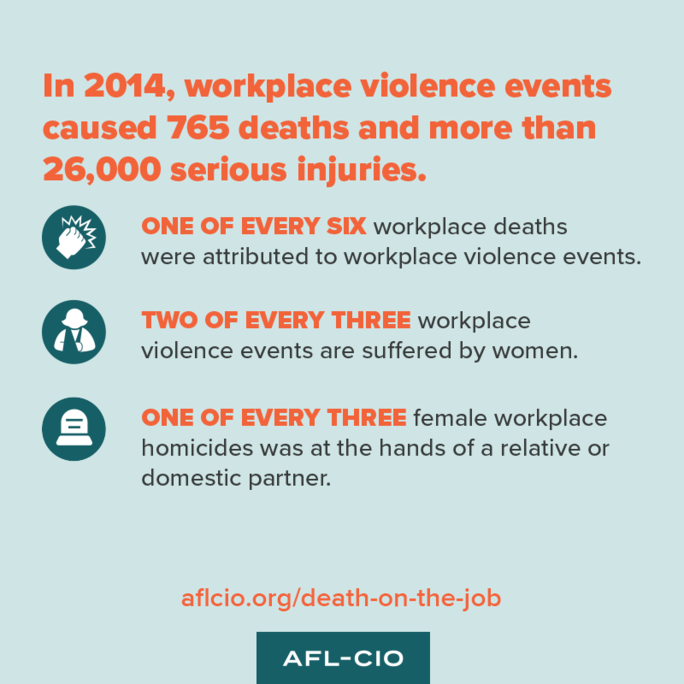 In 2014, workplace violence events
caused 765 deaths and more than
26,000 serious injuries.
ONE OF EVERY SIX workplace deaths
were attributed to workplace violence events.
TWO OF EVERY THREE workplace
violence events are suffered by women.
ONE OF EVERY THREE female workplace
homicides was at the hands of a relative or
domestic partner.
aflcio.org/death-on-the-job
AFL-CIO